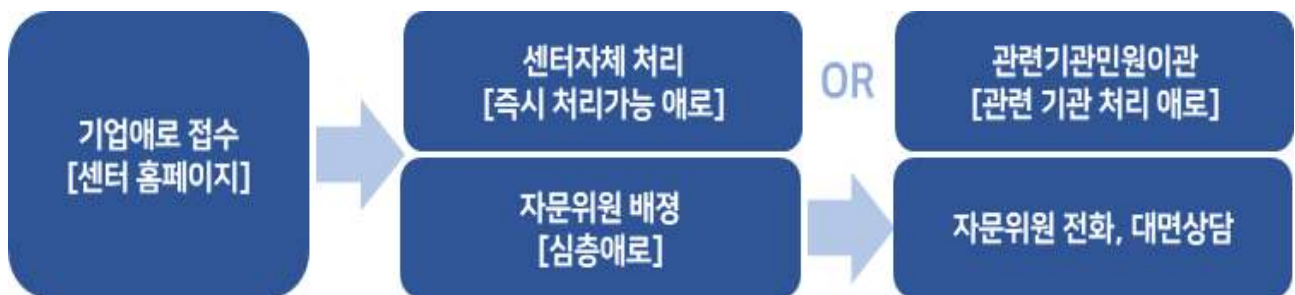 기업애로 접수
[센터 홈페이지]
센터자체 처리
[즉시 처리가능 애로]
OR
관련기관민원이관
[관련 기관 처리 애로]
자문위원 배졍
[심층애로]
자문위원 전화, 대면상담